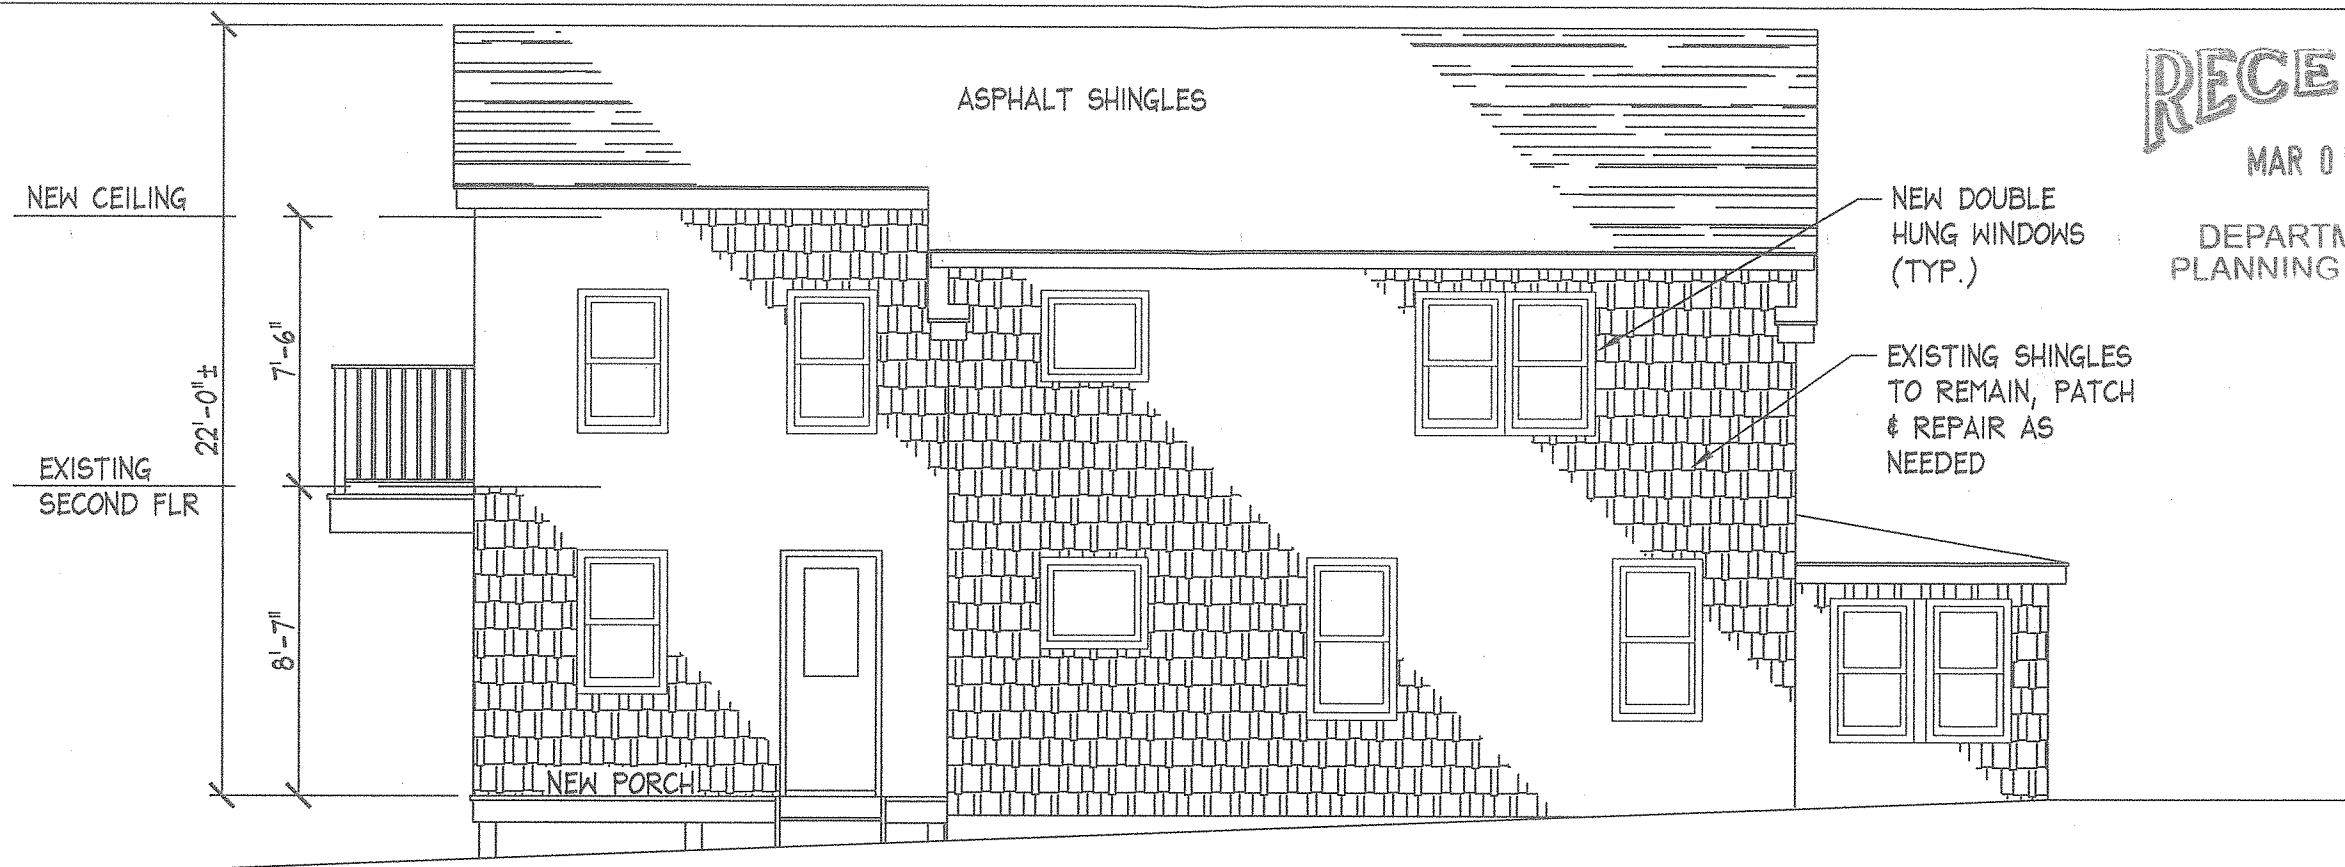 ASPHALT SHINGLES
NEW CEILING
22'-0"±
7'-6"
EXISTING
SECOND FLR
8'-7"
NEW PORCH
NEW DOUBLE
HUNG WINDOWS
(TYP.)
EXISTING SHINGLES
TO REMAIN, PATCH
& REPAIR AS
NEEDED
RECE
MAR 0
DEPARTM
PLANNING